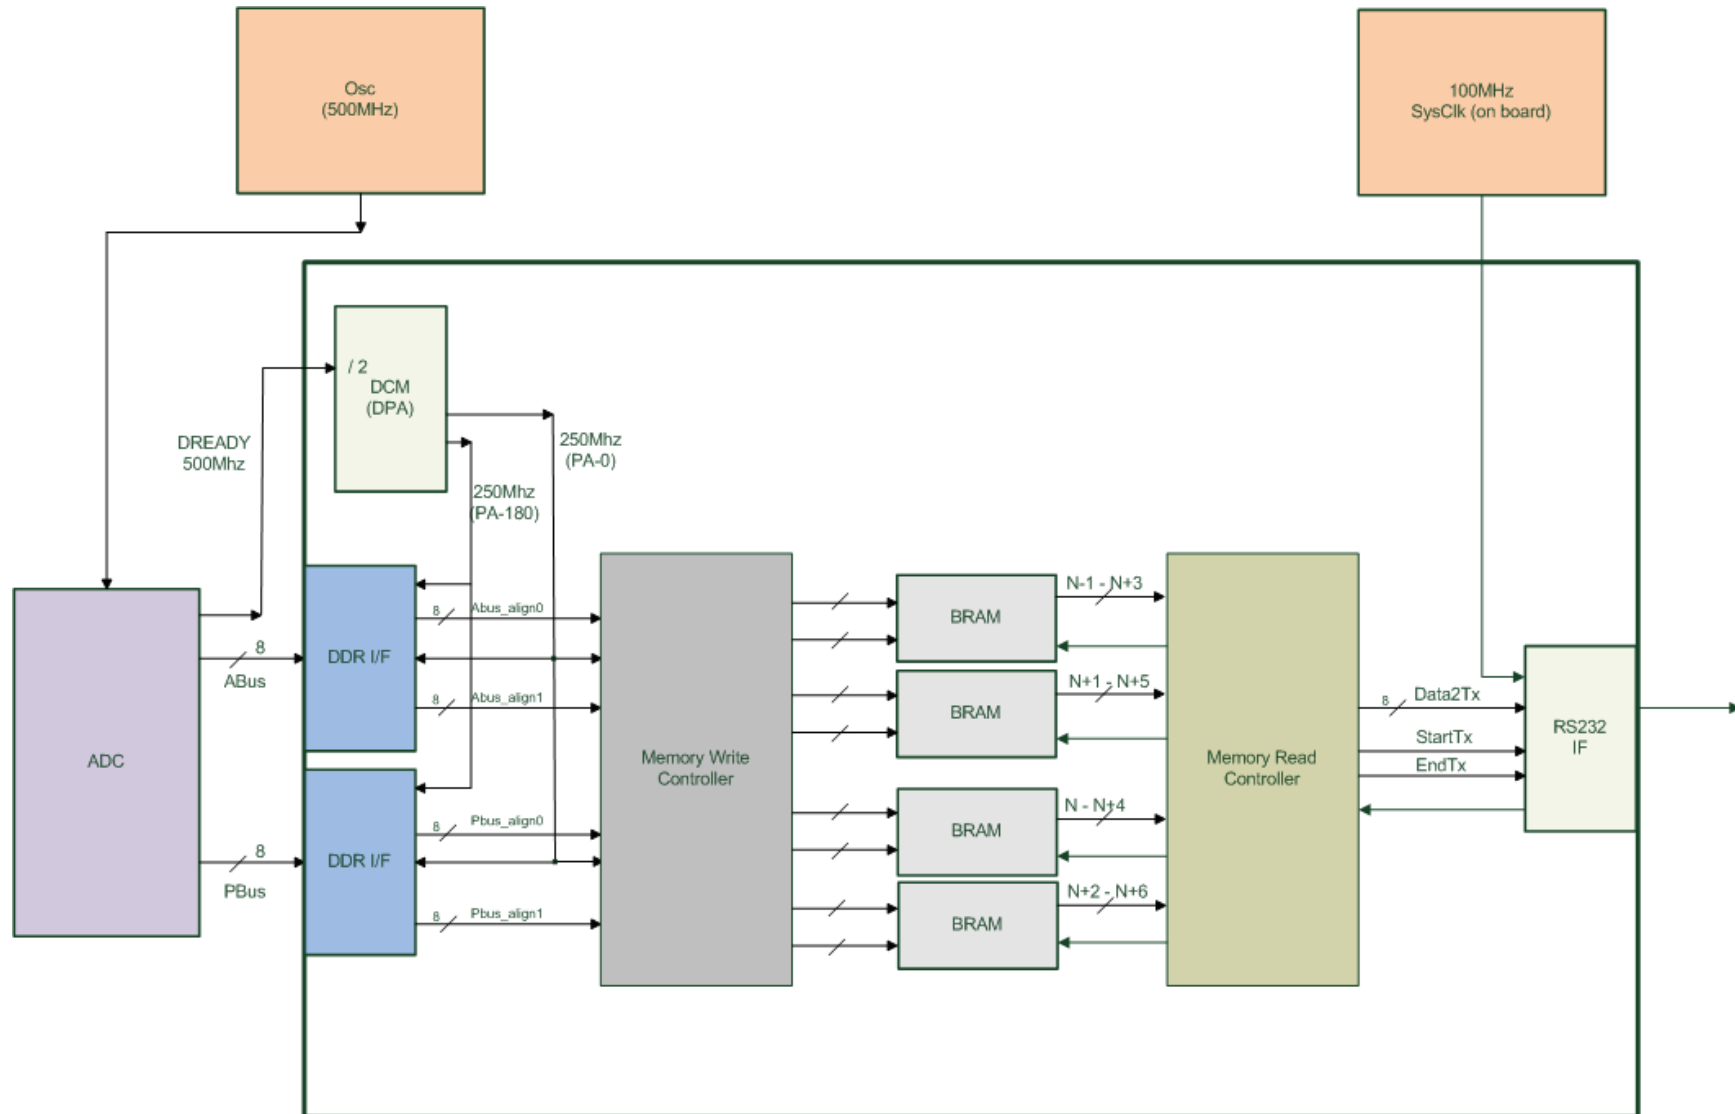 Osc
(500MHz)
100MHz
SysClk (on board)
/ 2
DCM
(DPA)
DREADY
500Mhz
250Mhz
(PA-0)
250Mhz
(PA-180)
ADC
8
ABus
8
PBus
DDR I/F
DDR I/F
8
Abus_align0
8
Abus_align1
8
Pbus_align0
8
Pbus_align1
Memory Write
Controller
BRAM
BRAM
BRAM
BRAM
N-1 - N+3
N+1 - N+5
N - N+4
N+2 - N+6
Memory Read
Controller
8
Data2Tx
StartTx
EndTx
RS232
IF